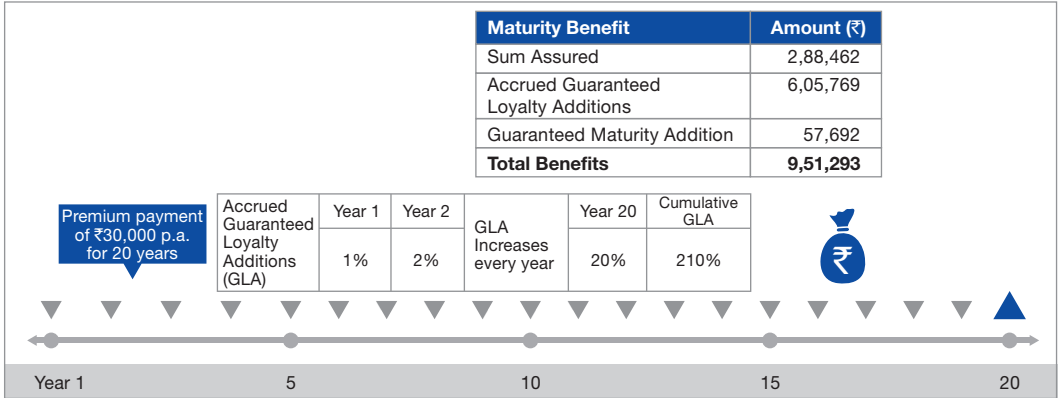 Maturity Benefit Amount (₹)
Sum Assured 2,88,462
Accrued Guaranteed 6,05,769
Loyalty Additions
Guaranteed Maturity Addition 57,692
Total Benefits 9,51,293
Premium payment
of ₹30,000 p.a.
for 20 years
Accrued
Guaranteed
Loyalty
Additions
(GLA)
Year 1
1%
Year 2
2%
GLA
Increases
every year
Year 20
20%
Cumulative
GLA
210%
₹
Year 1 5 10 15 20